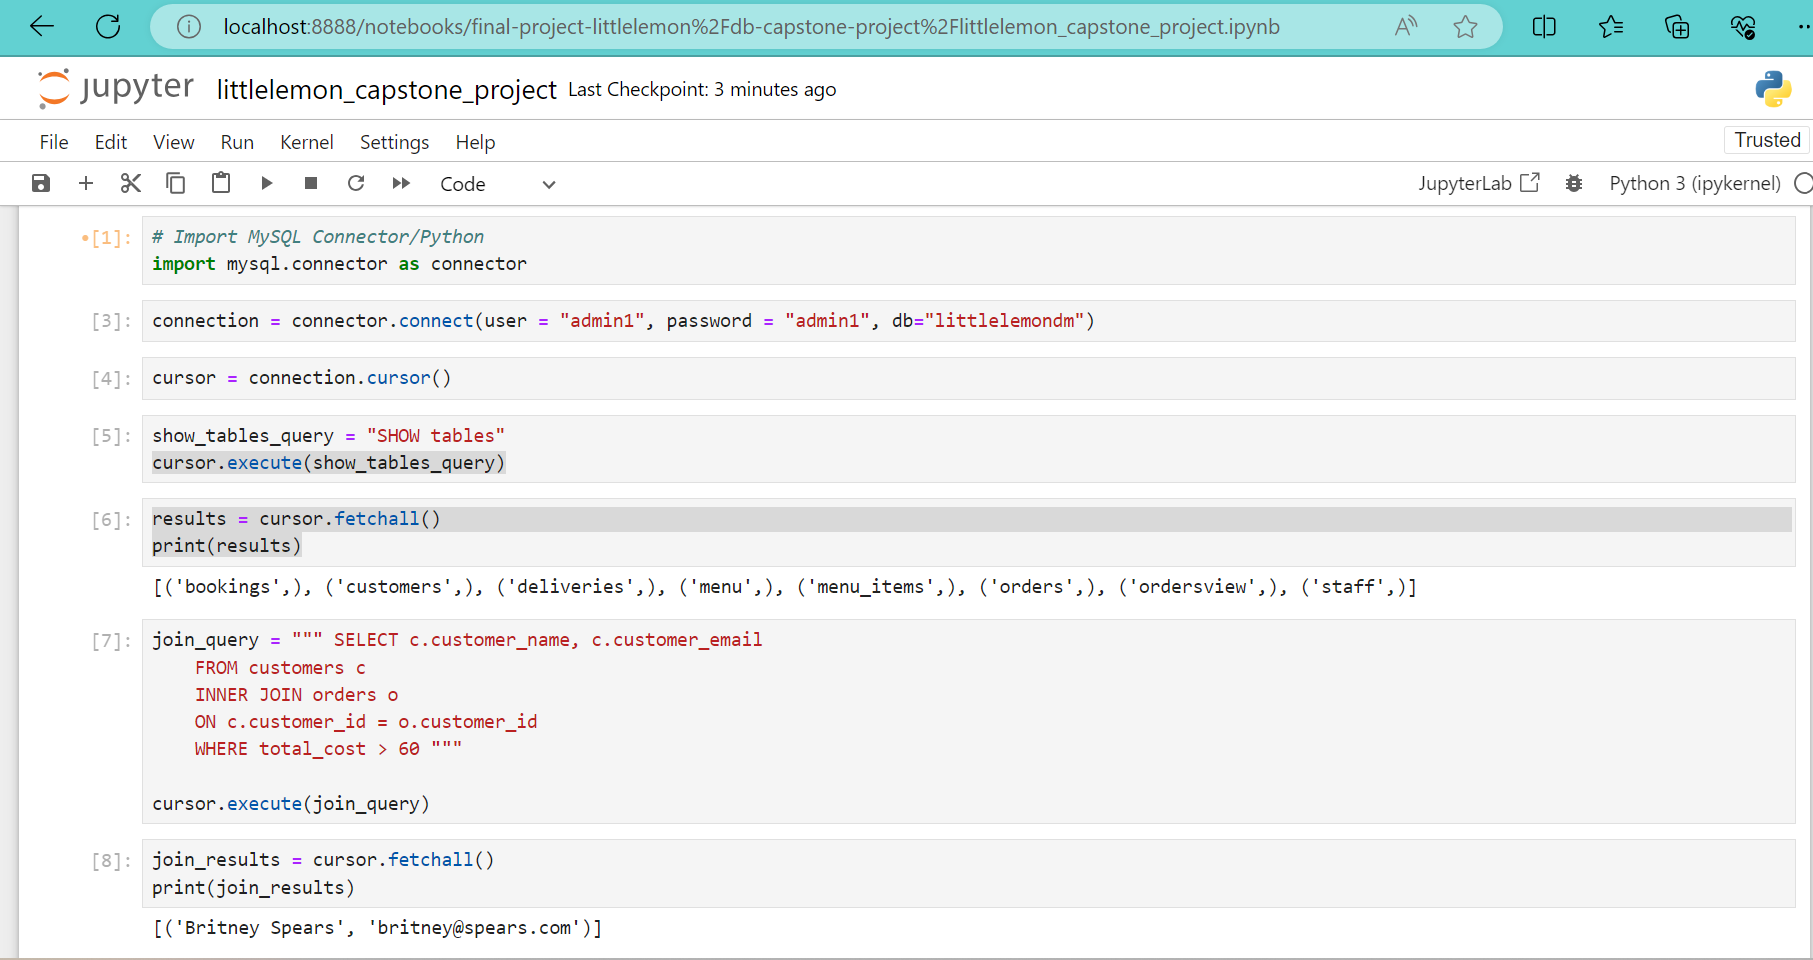 localhost:8888/notebooks/final-project-littlelemon%2Fdb-capstone-project%2Flittlelemon_capstone_project.ipynb
jupyter littlelemon_capstone_project Last Checkpoint: 3 minutes ago
File Edit View Run Kernel Settings Help Trusted
Code JupyterLab Python 3 (ipykernel)
[1]: # Import MySQL Connector/Python
import mysql.connector as connector
[3]: connection = connector.connect(user = "admin1", password = "admin1", db="littlelemondm")
[4]: cursor = connection.cursor()
[5]: show_tables_query = "SHOW tables"
cursor.execute(show_tables_query)
[6]: results = cursor.fetchall()
print(results)
[('bookings',), ('customers',), ('deliveries',), ('menu',), ('menu_items',), ('orders',), ('ordersview',), ('staff',)]
[7]: join_query = """ SELECT c.customer_name, c.customer_email
FROM customers c
INNER JOIN orders o
ON c.customer_id = o.customer_id
WHERE total_cost > 60 """
cursor.execute(join_query)
[8]: join_results = cursor.fetchall()
print(join_results)
[('Britney Spears', 'britney@spears.com')]